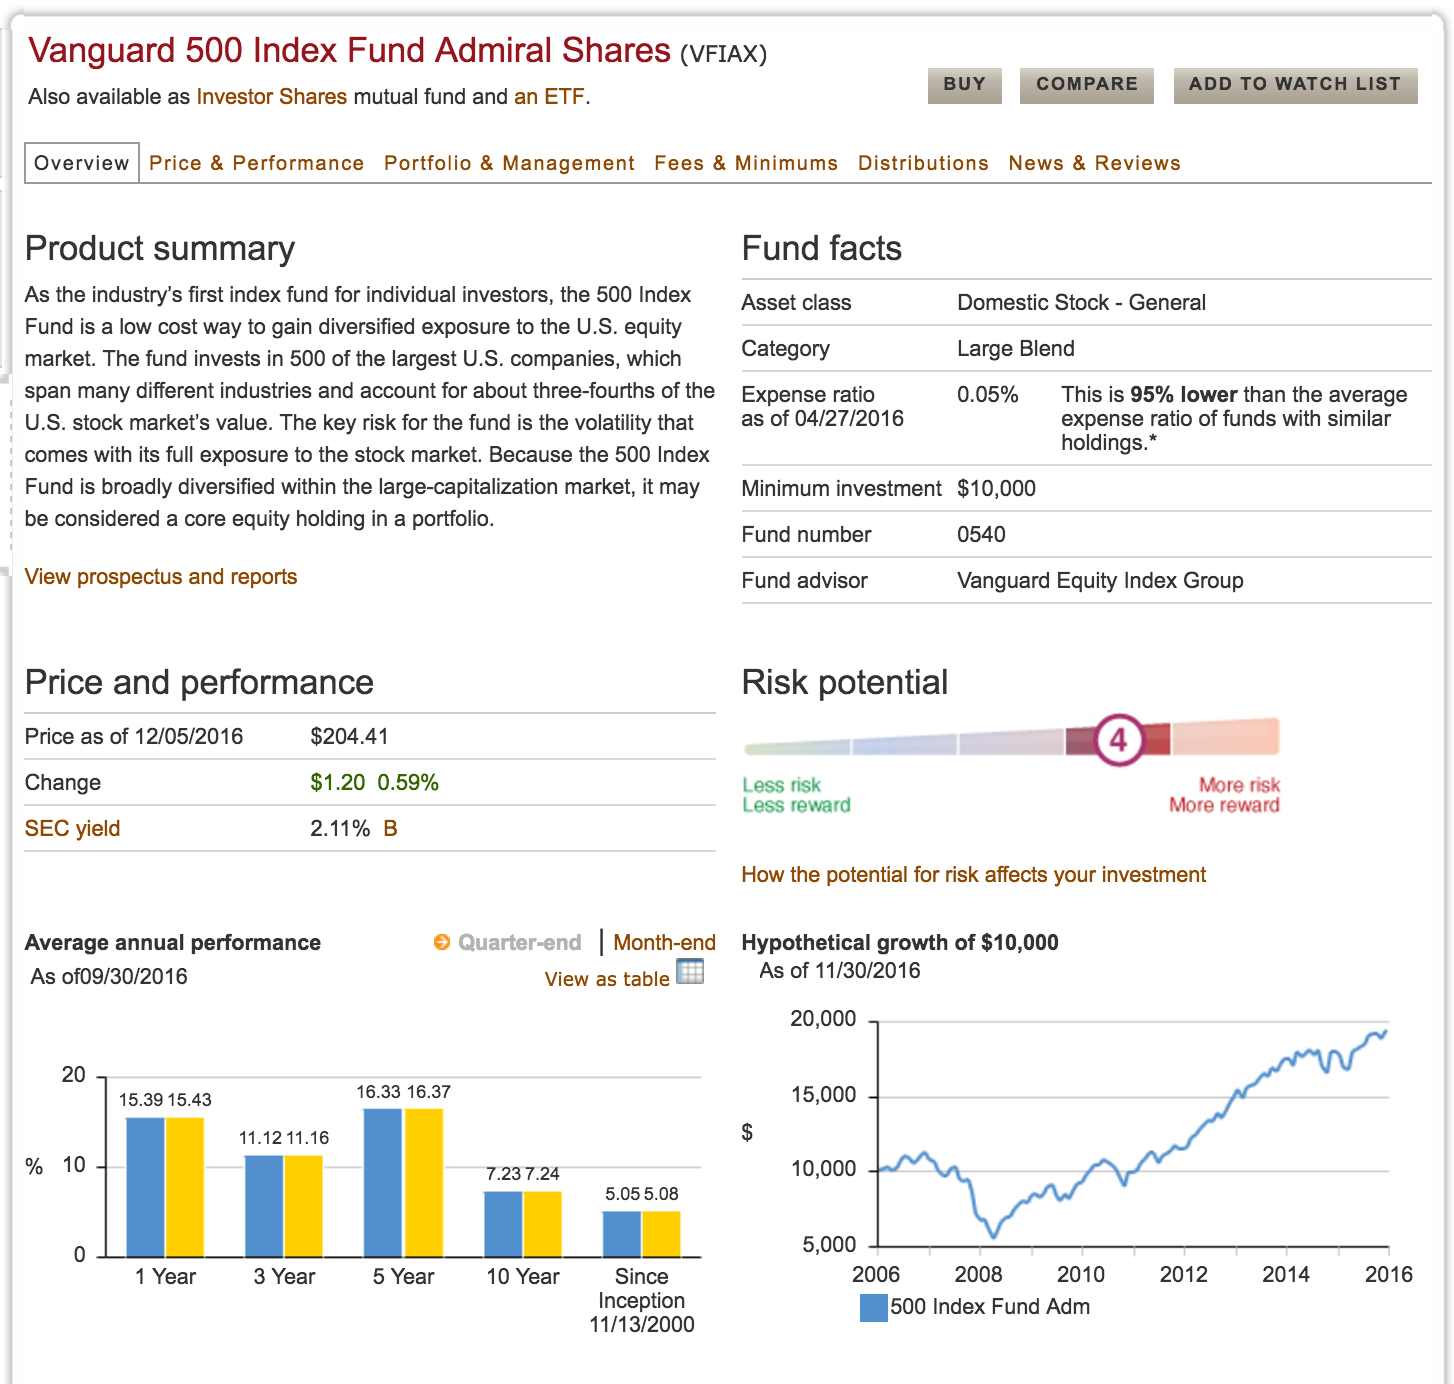 Vanguard 500 Index Fund Admiral Shares (VFIAX)
Also available as Investor Shares mutual fund and an ETF.
BUY COMPARE ADD TO WATCH LIST
Overview Price & Performance Portfolio & Management Fees & Minimums Distributions News & Reviews
Product summary
As the industry's first index fund for individual investors, the 500 Index
Fund is a low cost way to gain diversified exposure to the U.S. equity
market. The fund invests in 500 of the largest U.S. companies, which
span many different industries and account for about three-fourths of the
U.S. stock market's value. The key risk for the fund is the volatility that
comes with its full exposure to the stock market. Because the 500 Index
Fund is broadly diversified within the large-capitalization market, it may
be considered a core equity holding in a portfolio.
View prospectus and reports
Fund facts
Asset class Domestic Stock - General
Category Large Blend
Expense ratio 0.05% This is 95% lower than the average
as of 04/27/2016 expense ratio of funds with similar
holdings.*
Minimum investment $10,000
Fund number 0540
Fund advisor Vanguard Equity Index Group
Price and performance
Price as of 12/05/2016 $204.41
Change $1.20 0.59%
SEC yield 2.11% B
Risk potential
4
Less risk More risk
Less reward More reward
How the potential for risk affects your investment
Average annual performance Quarter-end | Month-end
As of09/30/2016 View as table
20
15.39 15.43 16.33 16.37
11.12 11.16
% 10
7.23 7.24
5.05 5.08
0
1 Year 3 Year 5 Year 10 Year Since
Inception
11/13/2000
Hypothetical growth of $10,000
As of 11/30/2016
20,000
15,000
$
10,000
5,000
2006 2008 2010 2012 2014 2016
500 Index Fund Adm